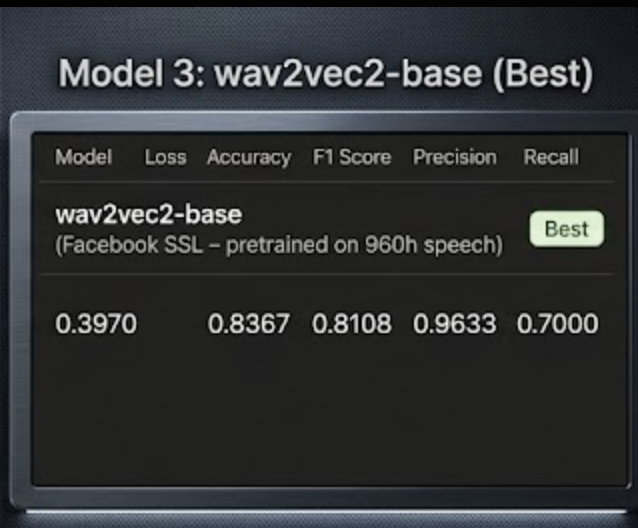 Model 3: wav2vec2-base (Best)
Model Loss Accuracy F1 Score Precision Recall
wav2vec2-base
(Facebook SSL – pretrained on 960h speech)
Best
0.3970 0.8367 0.8108 0.9633 0.7000